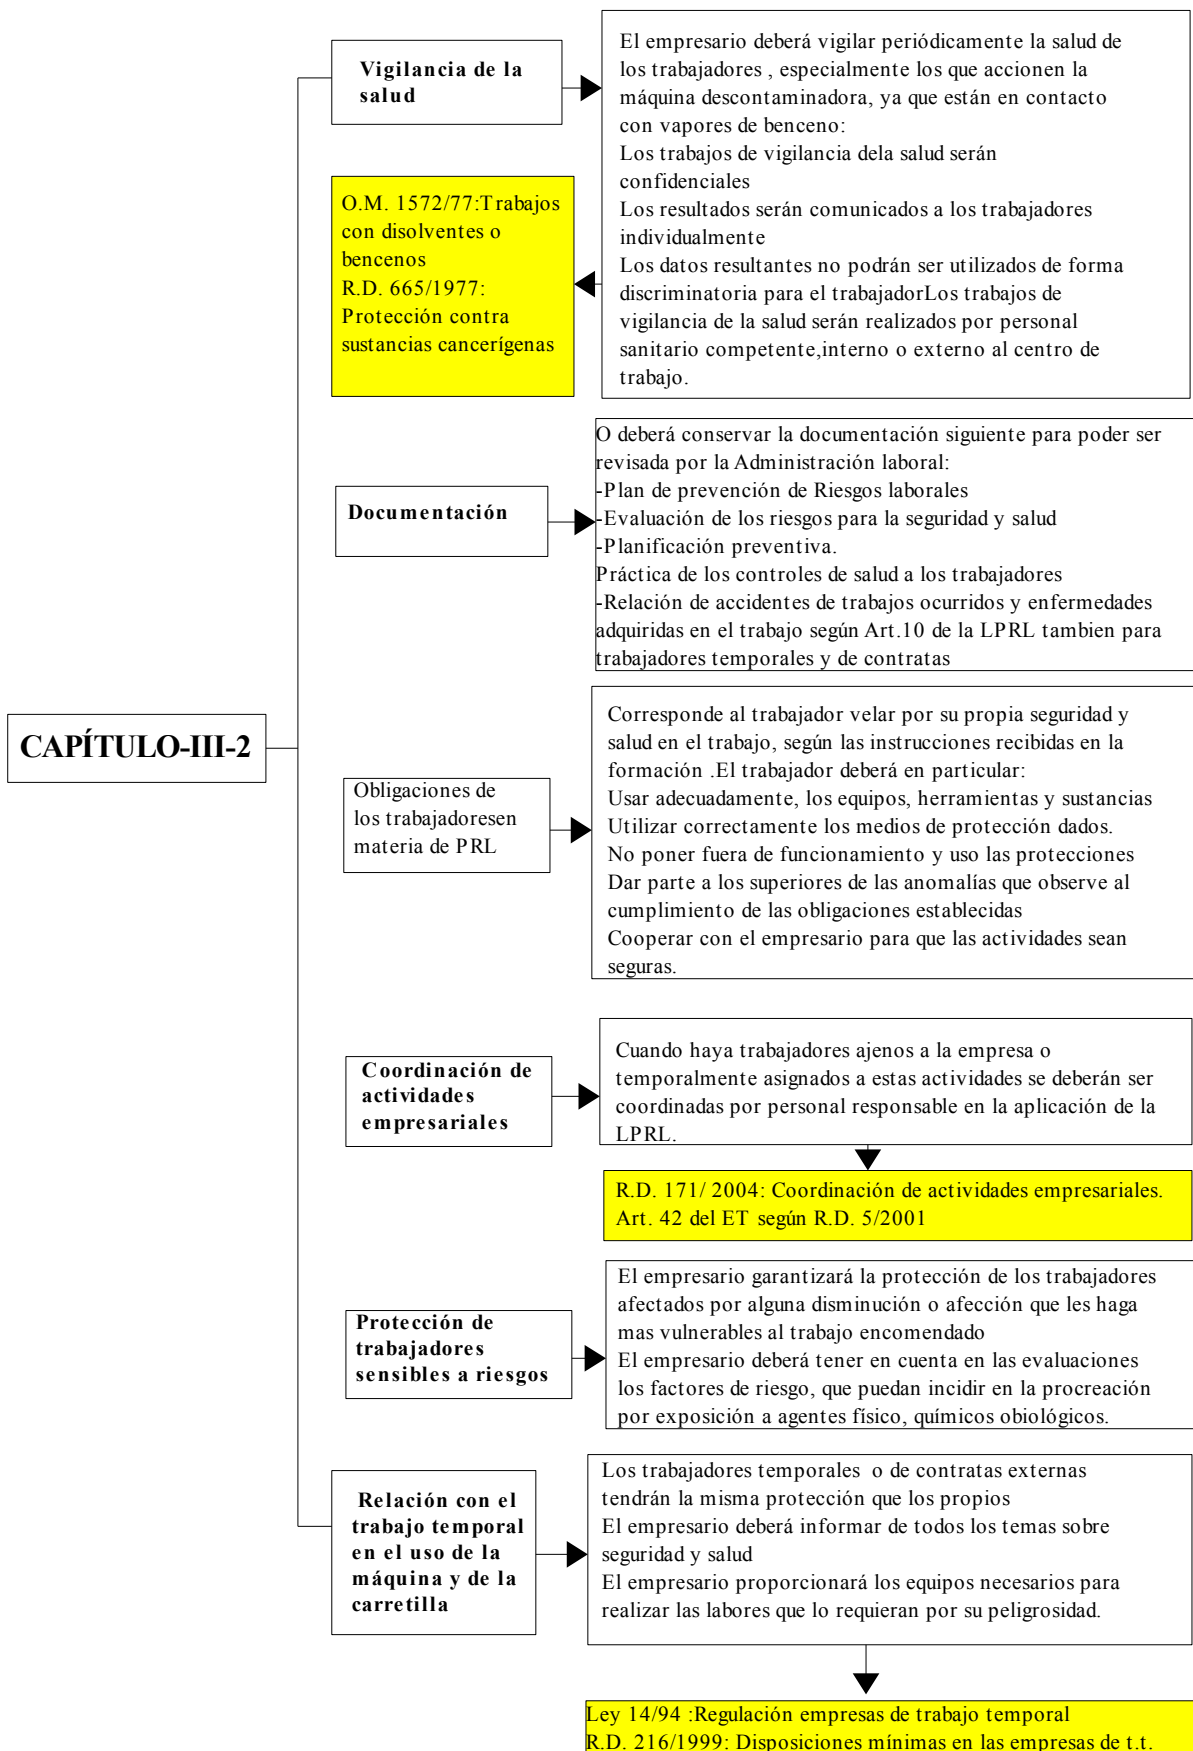 CAPÍTULO-III-2
Vigilancia de la
salud
El empresario deberá vigilar periódicamente la salud de
los trabajadores , especialmente los que accionen la
máquina descontaminadora, ya que están en contacto
con vapores de benceno:
Los trabajos de vigilancia dela salud serán
confidenciales
Los resultados serán comunicados a los trabajadores
individualmente
Los datos resultantes no podrán ser utilizados de forma
discriminatoria para el trabajadorLos trabajos de
vigilancia de la salud serán realizados por personal
sanitario competente,interno o externo al centro de
trabajo.
O.M. 1572/77:Trabajos
con disolventes o
bencenos
R.D. 665/1977:
Protección contra
sustancias cancerígenas
Documentación
O deberá conservar la documentación siguiente para poder ser
revisada por la Administración laboral:
-Plan de prevención de Riesgos laborales
-Evaluación de los riesgos para la seguridad y salud
-Planificación preventiva.
Práctica de los controles de salud a los trabajadores
-Relación de accidentes de trabajos ocurridos y enfermedades
adquiridas en el trabajo según Art.10 de la LPRL tambien para
trabajadores temporales y de contratas
Obligaciones de
los trabajadoresen
materia de PRL
Corresponde al trabajador velar por su propia seguridad y
salud en el trabajo, según las instrucciones recibidas en la
formación .El trabajador deberá en particular:
Usar adecuadamente, los equipos, herramientas y sustancias
Utilizar correctamente los medios de protección dados.
No poner fuera de funcionamiento y uso las protecciones
Dar parte a los superiores de las anomalías que observe al
cumplimiento de las obligaciones establecidas
Cooperar con el empresario para que las actividades sean
seguras.
Coordinación de
actividades
empresariales
Cuando haya trabajadores ajenos a la empresa o
temporalmente asignados a estas actividades se deberán ser
coordinadas por personal responsable en la aplicación de la
LPRL.
R.D. 171/ 2004: Coordinación de actividades empresariales.
Art. 42 del ET según R.D. 5/2001
Protección de
trabajadores
sensibles a riesgos
El empresario garantizará la protección de los trabajadores
afectados por alguna disminución o afección que les haga
mas vulnerables al trabajo encomendado
El empresario deberá tener en cuenta en las evaluaciones
los factores de riesgo, que puedan incidir en la procreación
por exposición a agentes físico, químicos obiológicos.
Relación con el
trabajo temporal
en el uso de la
máquina y de la
carretilla
Los trabajadores temporales o de contratas externas
tendrán la misma protección que los propios
El empresario deberá informar de todos los temas sobre
seguridad y salud
El empresario proporcionará los equipos necesarios para
realizar las labores que lo requieran por su peligrosidad.
Ley 14/94 :Regulación empresas de trabajo temporal
R.D. 216/1999: Disposiciones mínimas en las empresas de t.t.